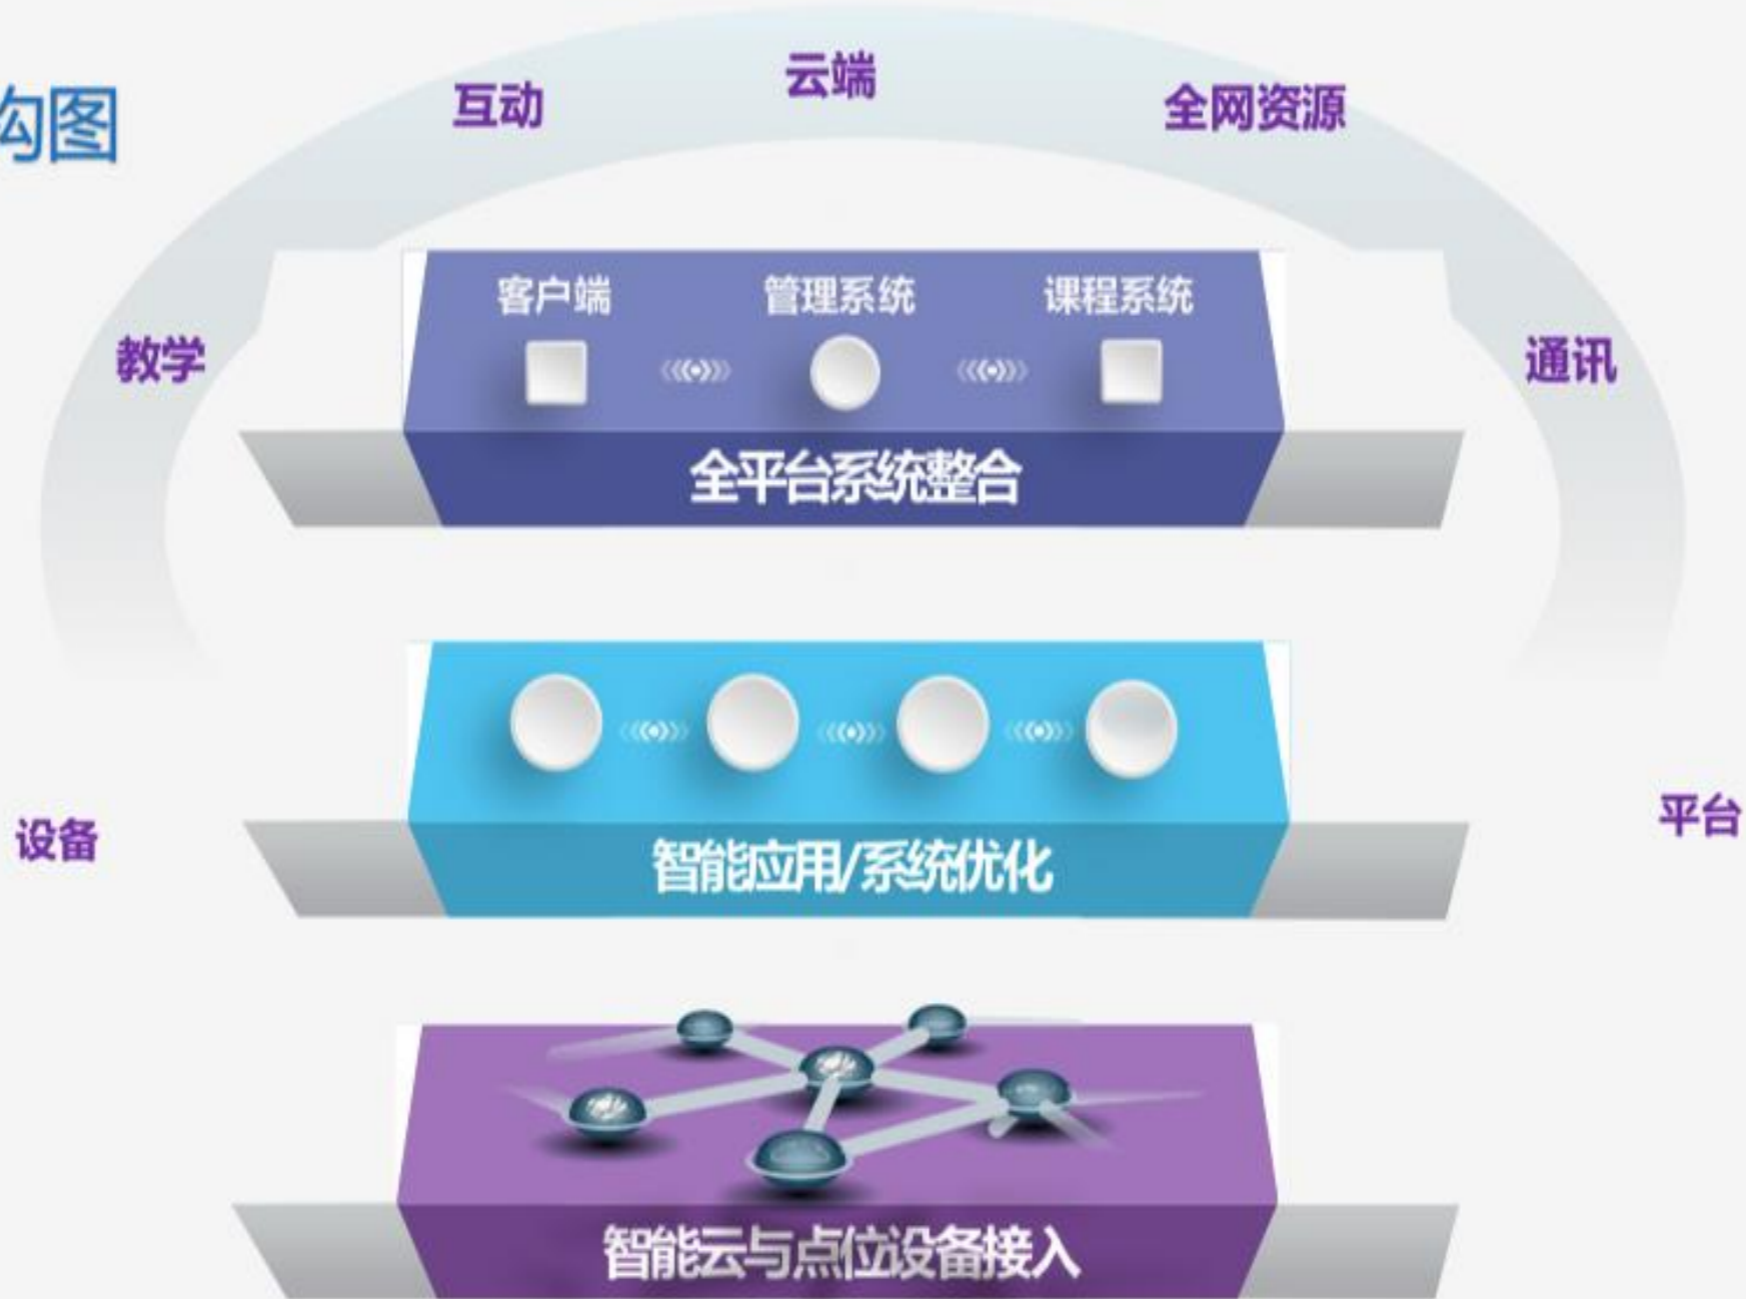 构图
互动
云端
全网资源
教学
通讯
客户端
管理系统
课程系统
全平台系统整合
设备
平台
智能应用/系统优化
智能云与点位设备接入